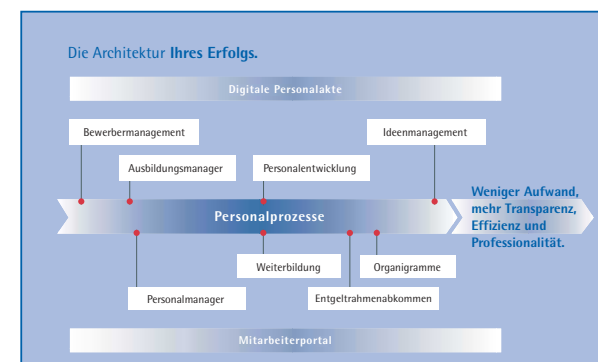 Die Architektur Ihres Erfolgs.
Digitale Personalakte
Bewerbermanagement
Ideenmanagement
Ausbildungsmanager
Personalentwicklung
Personalprozesse
Weniger Aufwand,
mehr Transparenz,
Effizienz und
Professionalität.
Weiterbildung
Organigramme
Personalmanager
Entgeltrahmenabkommen
Mitarbeiterportal